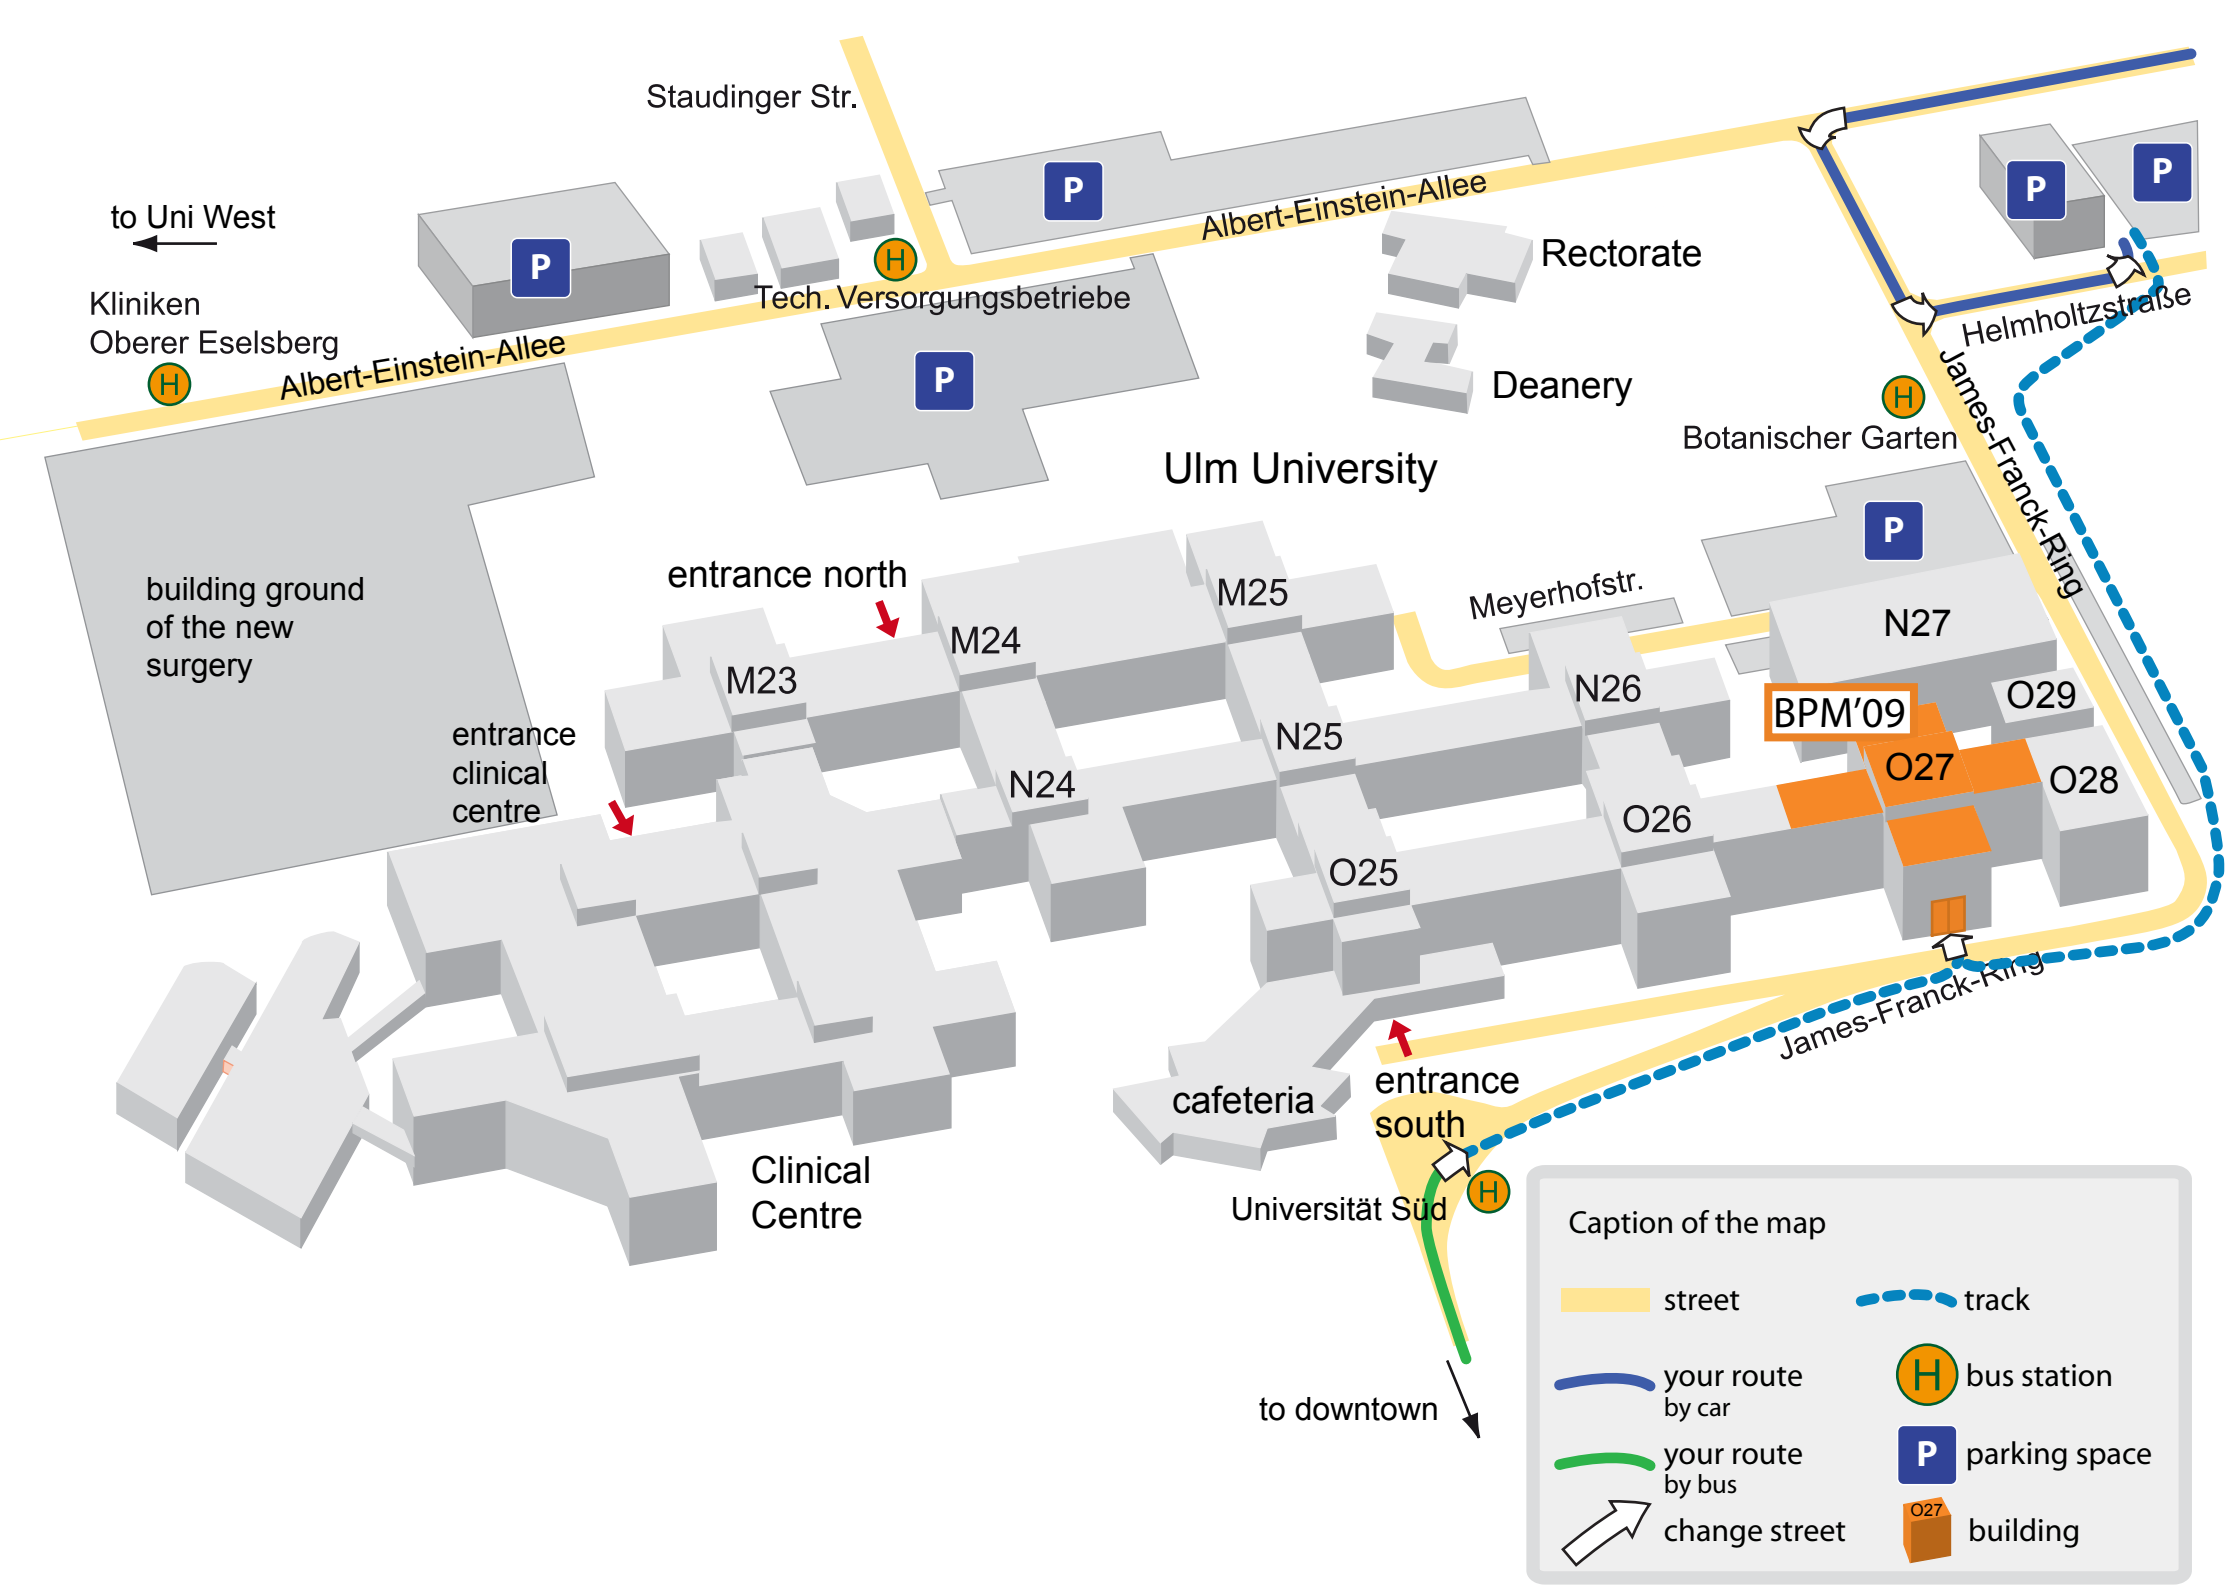 Staudinger Str.
P
P
P
to Uni West
Albert-Einstein-Allee
P
H
Rectorate
Kliniken
Oberer Eselsberg
Tech. Versorgungsbetriebe
Helmholtzstraße
Albert-Einstein-Allee
H
P
Deanery
James-Franck-Ring
H
Botanischer Garten
Ulm University
P
entrance north
building ground
of the new
surgery
M25
Meyerhofstr.
N27
M24
M23
N26
O29
BPM'09
entrance
clinical
centre
N25
O27
O28
N24
O26
O25
James-Franck-Ring
entrance
south
cafeteria
Clinical
Centre
Universität Süd
H
to downtown
Caption of the map
street
track
your route
by car
H
bus station
your route
by bus
P
parking space
change street
O27
building